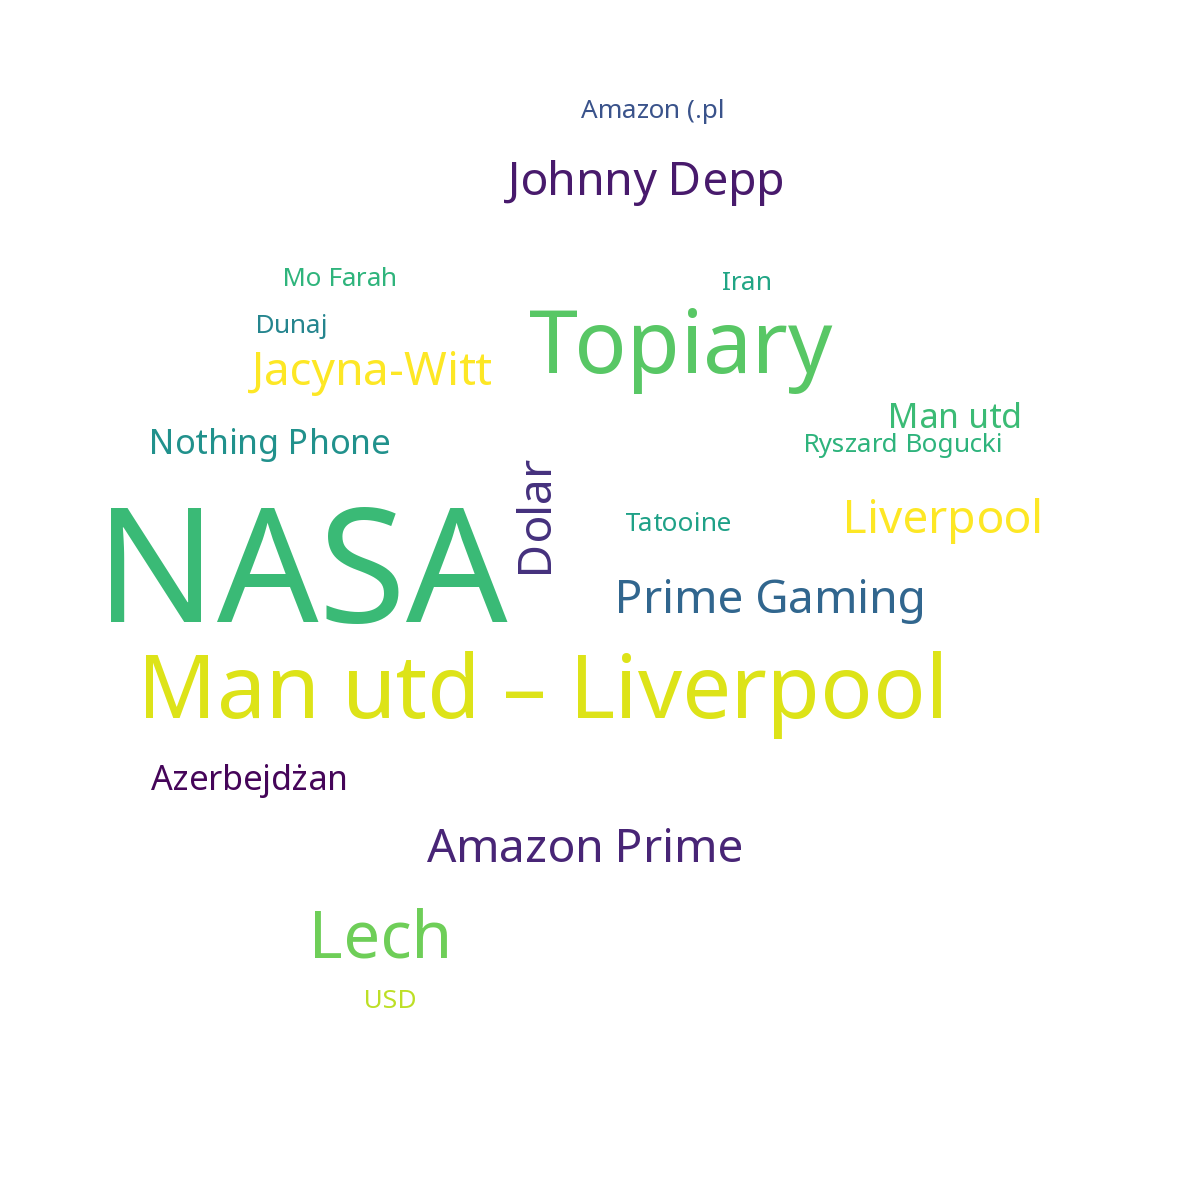 Amazon (.pl
Johnny Depp
Mo Farah
Iran
Dunaj
Topiary
Jacyna-Witt
Man utd
Nothing Phone
Ryszard Bogucki
Dolar
Liverpool
Tatooine
NASA
Prime Gaming
Man utd – Liverpool
Azerbejdżan
Amazon Prime
Lech
USD